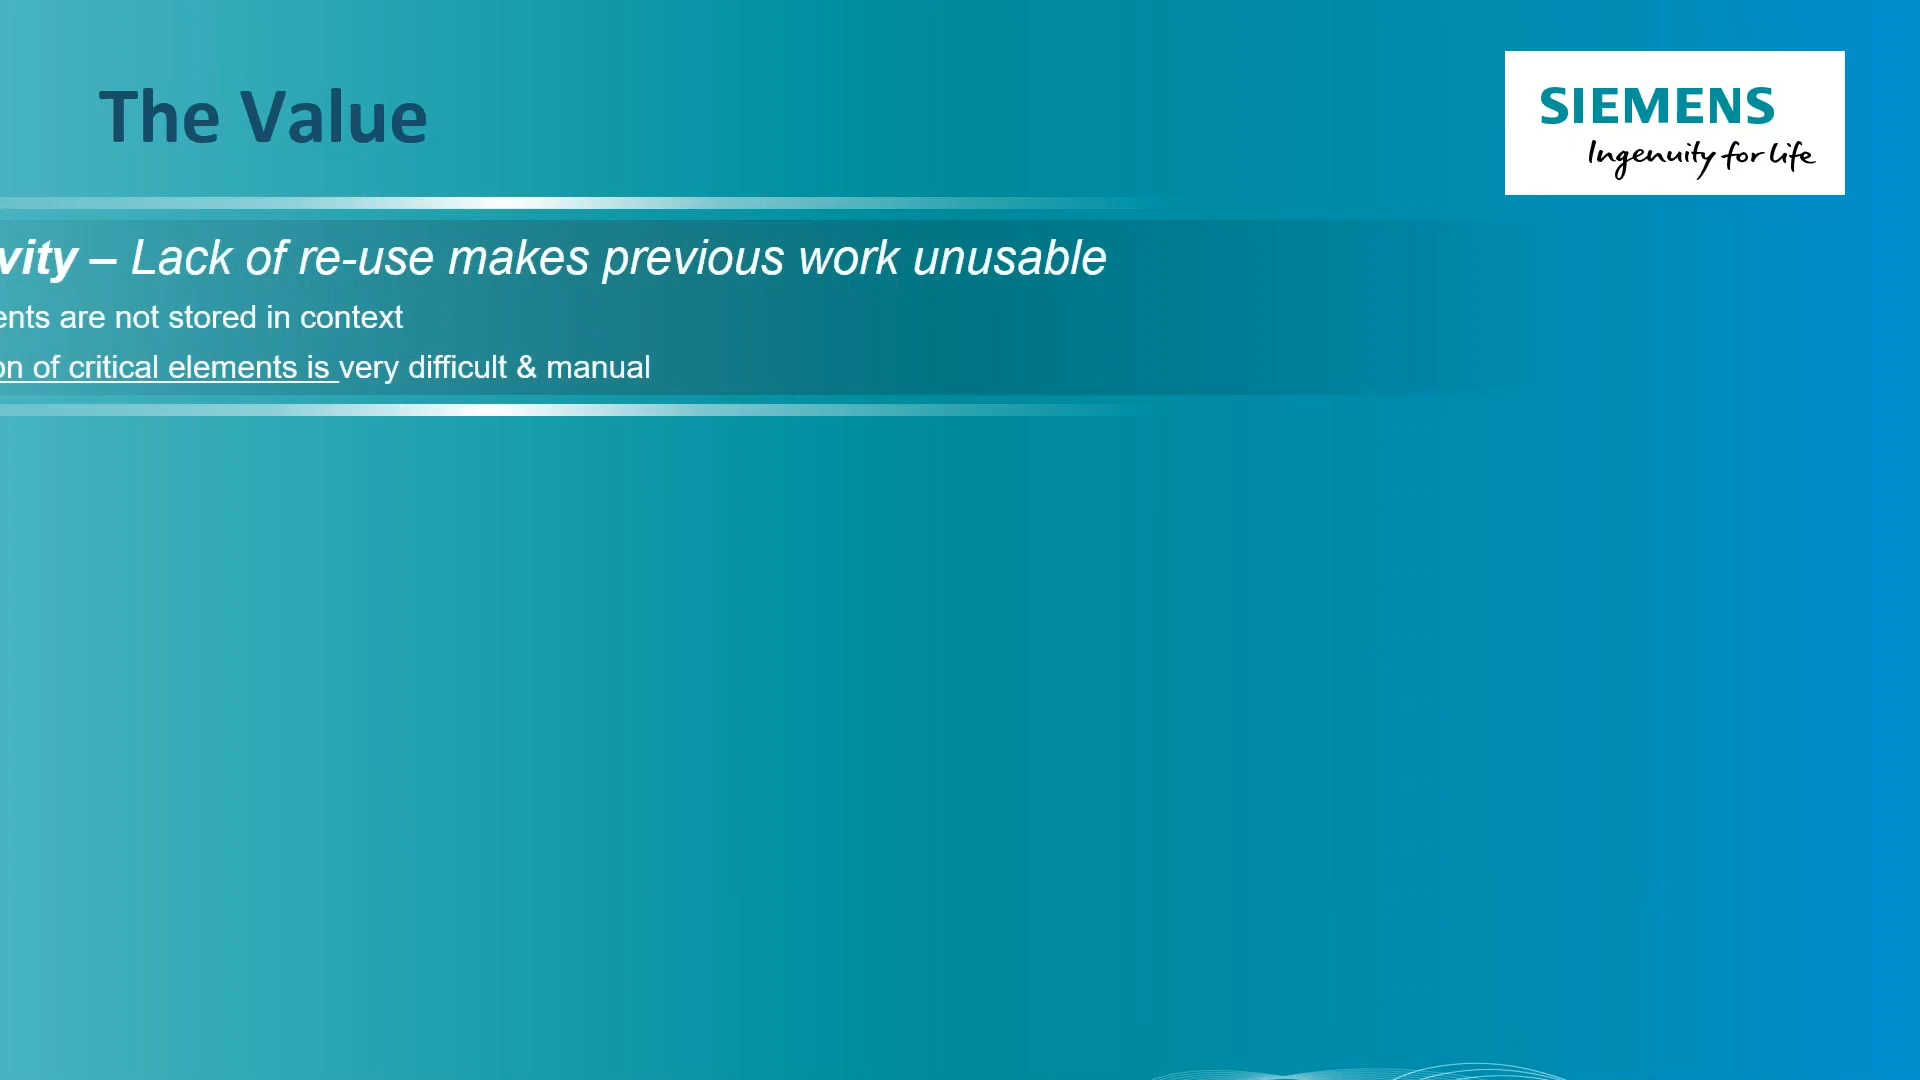 The Value
SIEMENS
Ingenuity for life
vity – Lack of re-use makes previous work unusable
ents are not stored in context
on of critical elements is very difficult & manual